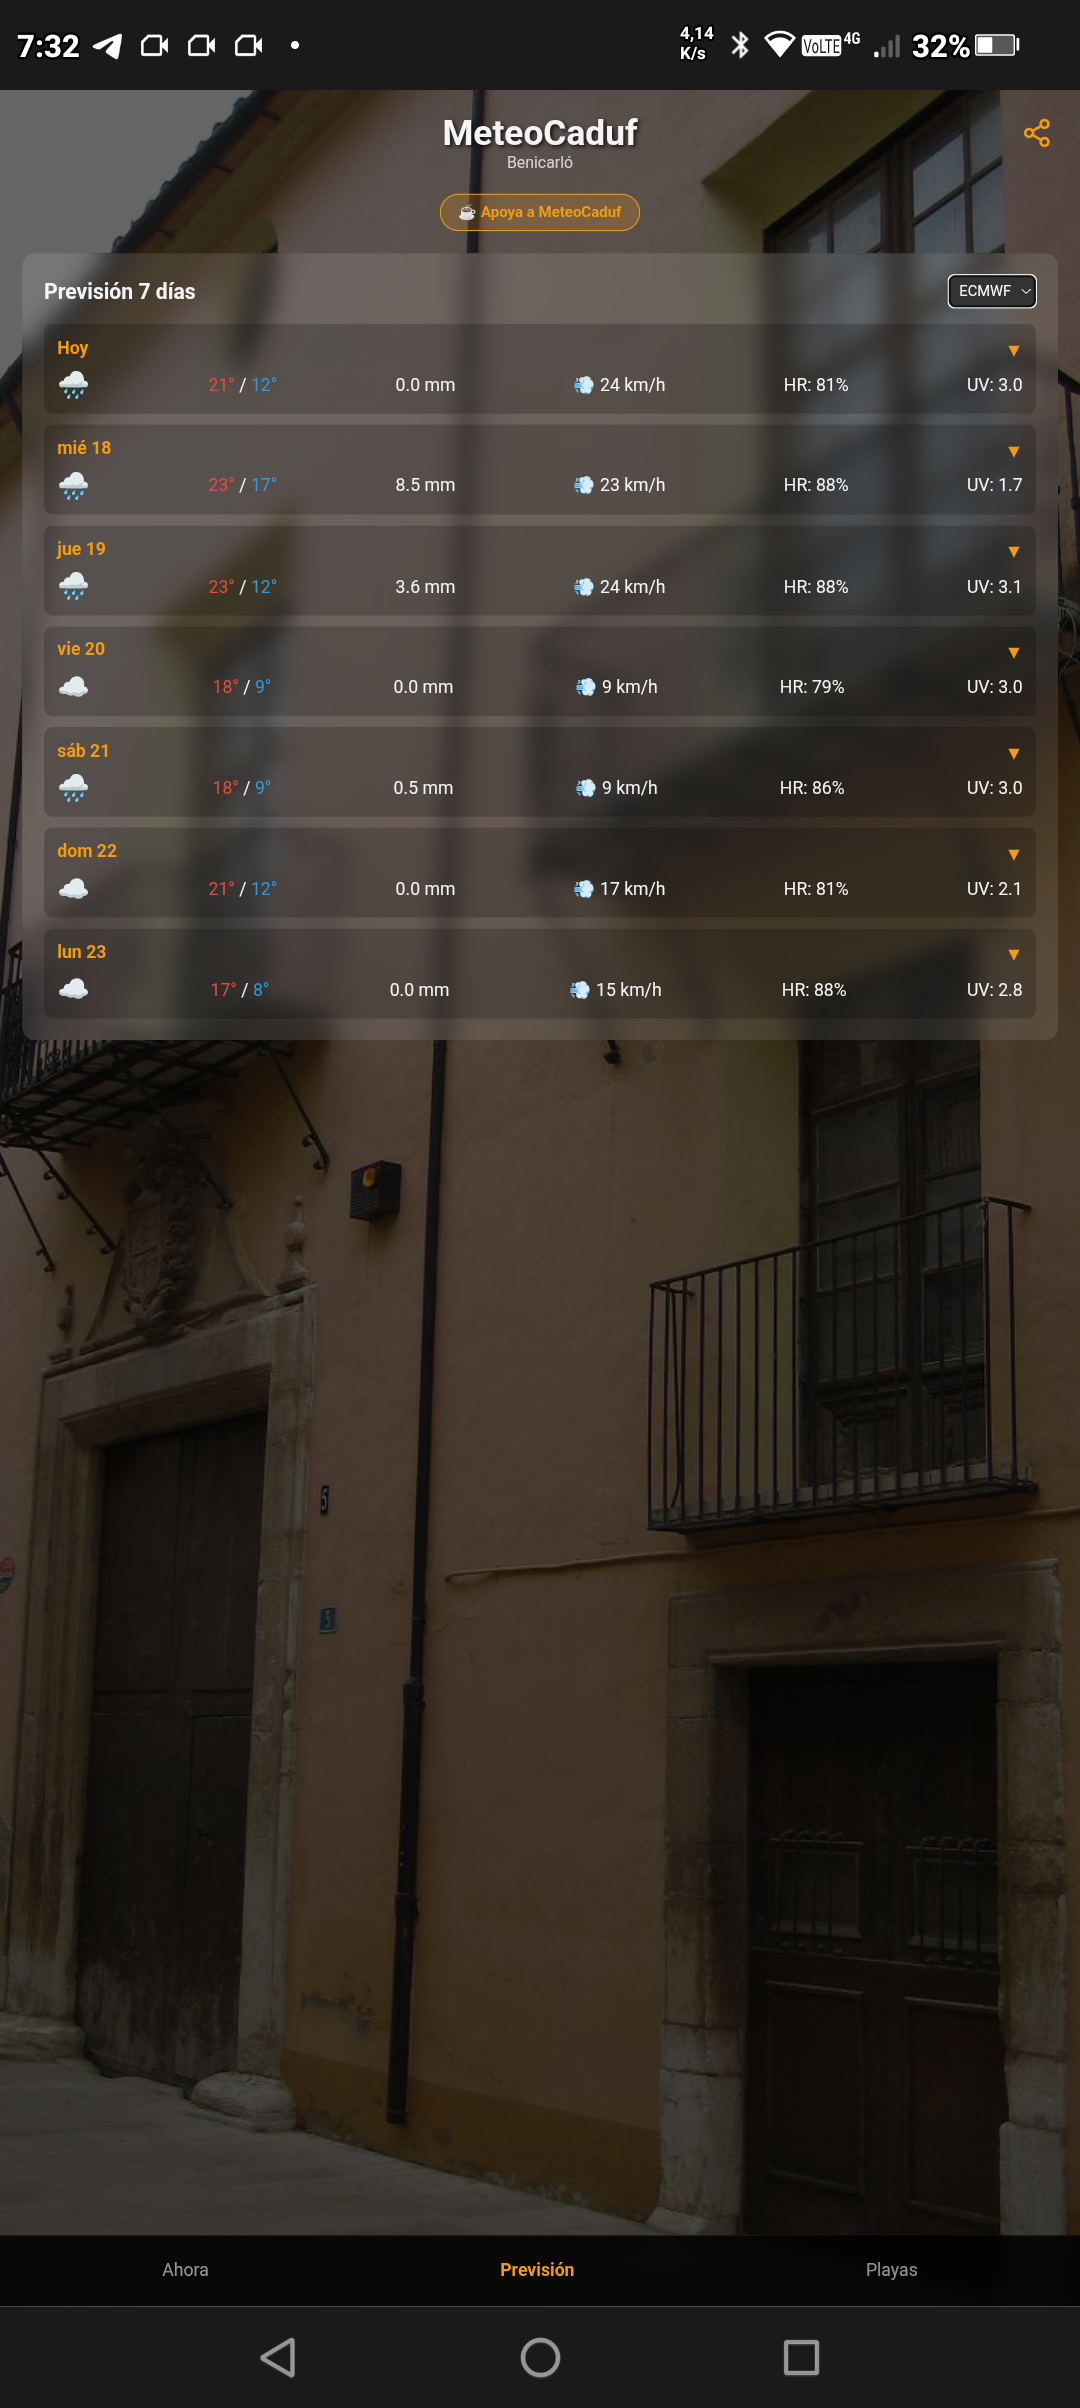 7:32 4,14 K/s VoLTE 4G 32%
MeteoCaduf
Benicarló
☕ Apoya a MeteoCaduf
Previsión 7 días ECMWF
Hoy
21° / 12° 0.0 mm 24 km/h HR: 81% UV: 3.0
mié 18
23° / 17° 8.5 mm 23 km/h HR: 88% UV: 1.7
jue 19
23° / 12° 3.6 mm 24 km/h HR: 88% UV: 3.1
vie 20
18° / 9° 0.0 mm 9 km/h HR: 79% UV: 3.0
sáb 21
18° / 9° 0.5 mm 9 km/h HR: 86% UV: 3.0
dom 22
21° / 12° 0.0 mm 17 km/h HR: 81% UV: 2.1
lun 23
17° / 8° 0.0 mm 15 km/h HR: 88% UV: 2.8
5
5
Ahora Previsión Playas